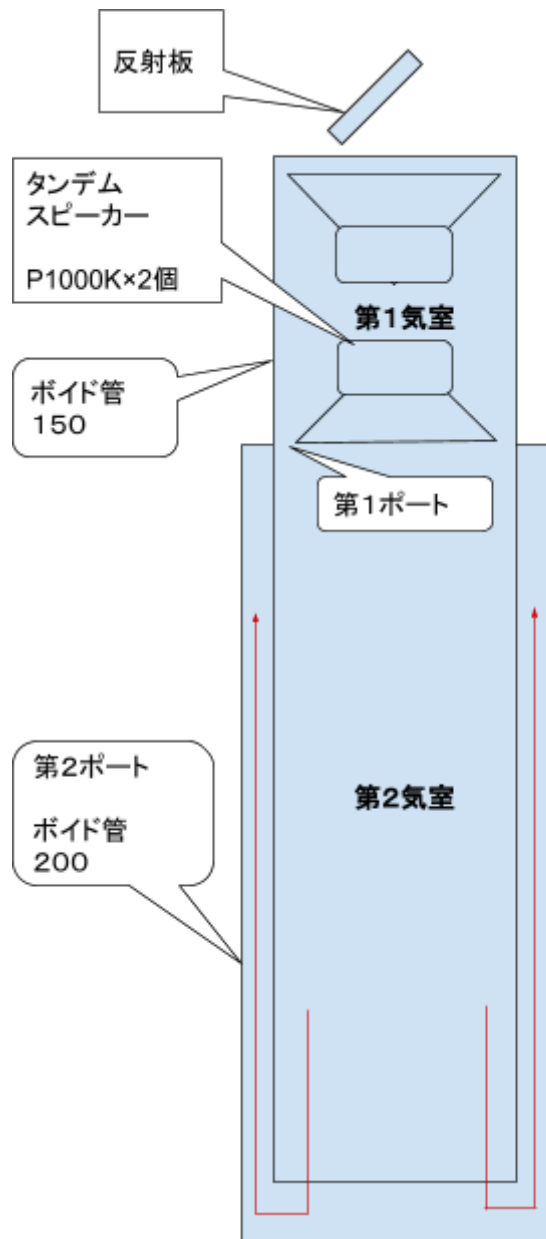 反射板
タンデム
スピーカー
P1000K×2個
第１気室
ボイド管
１５０
第１ポート
第２ポート
ボイド管
２００
第２気室